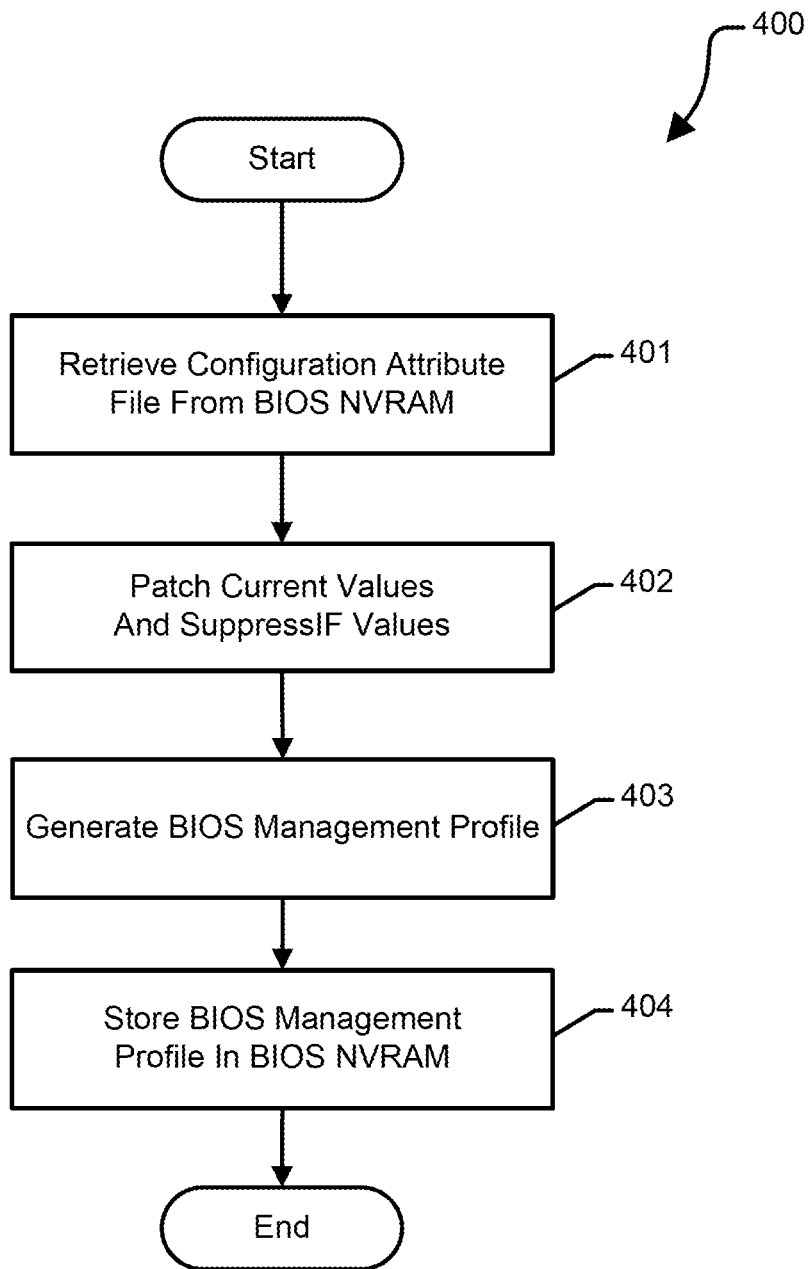 400
Start
Retrieve Configuration Attribute
File From BIOS NVRAM
401
Patch Current Values
And SuppressIF Values
402
Generate BIOS Management Profile
403
Store BIOS Management
Profile In BIOS NVRAM
404
End